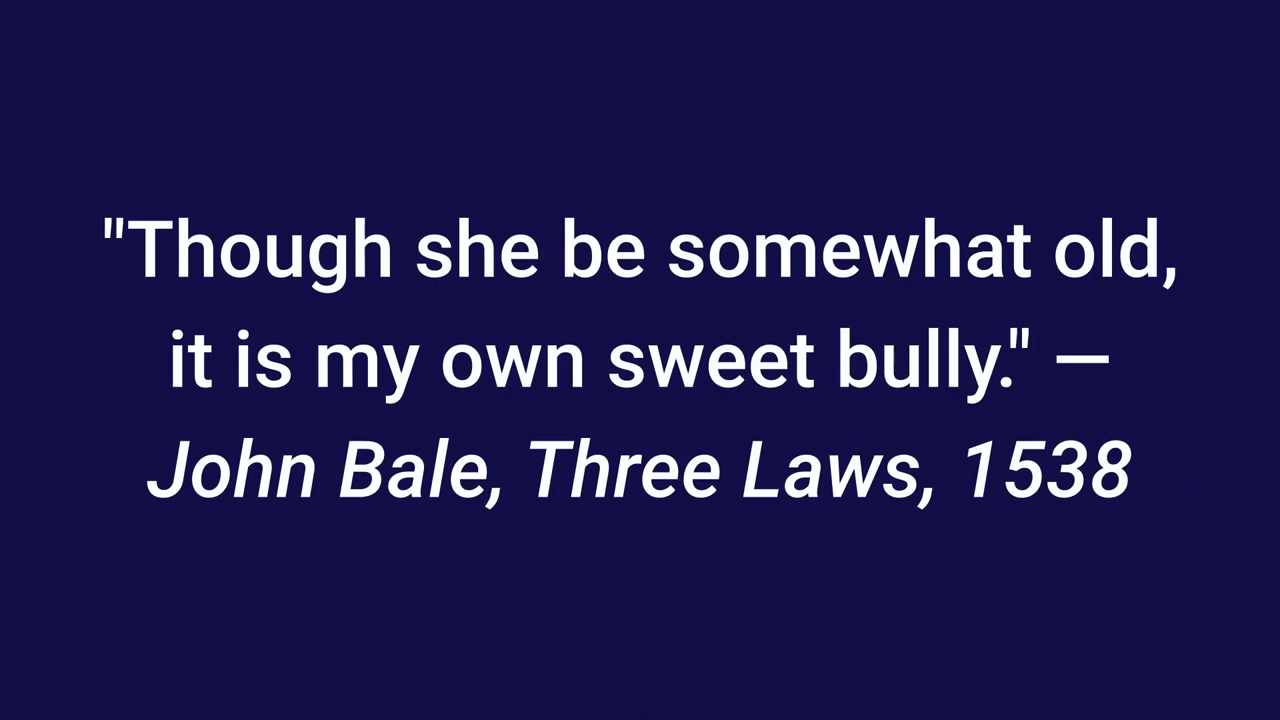 "Though she be somewhat old,
it is my own sweet bully." —
John Bale, Three Laws, 1538